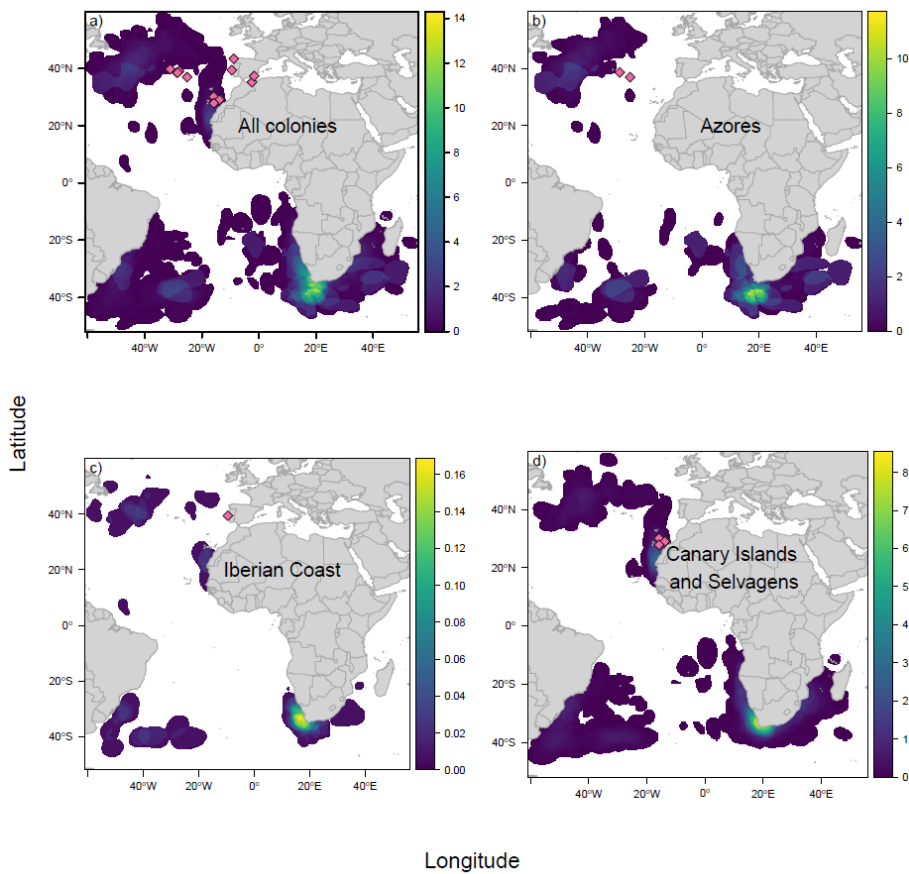 a)
All colonies
40°N
20°N
0°
20°S
40°S
40°W
20°W
0°
20°E
40°E
14
12
10
8
6
4
2
0
b)
Azores
40°N
20°N
0°
20°S
40°S
40°W
20°W
0°
20°E
40°E
10
8
6
4
2
0
Latitude
c)
Iberian Coast
40°N
20°N
0°
20°S
40°S
40°W
20°W
0°
20°E
40°E
0.16
0.14
0.12
0.10
0.08
0.06
0.04
0.02
0.00
d)
Canary Islands
and Selvagens
40°N
20°N
0°
20°S
40°S
40°W
20°W
0°
20°E
40°E
8
7
6
5
4
3
2
1
0
Longitude